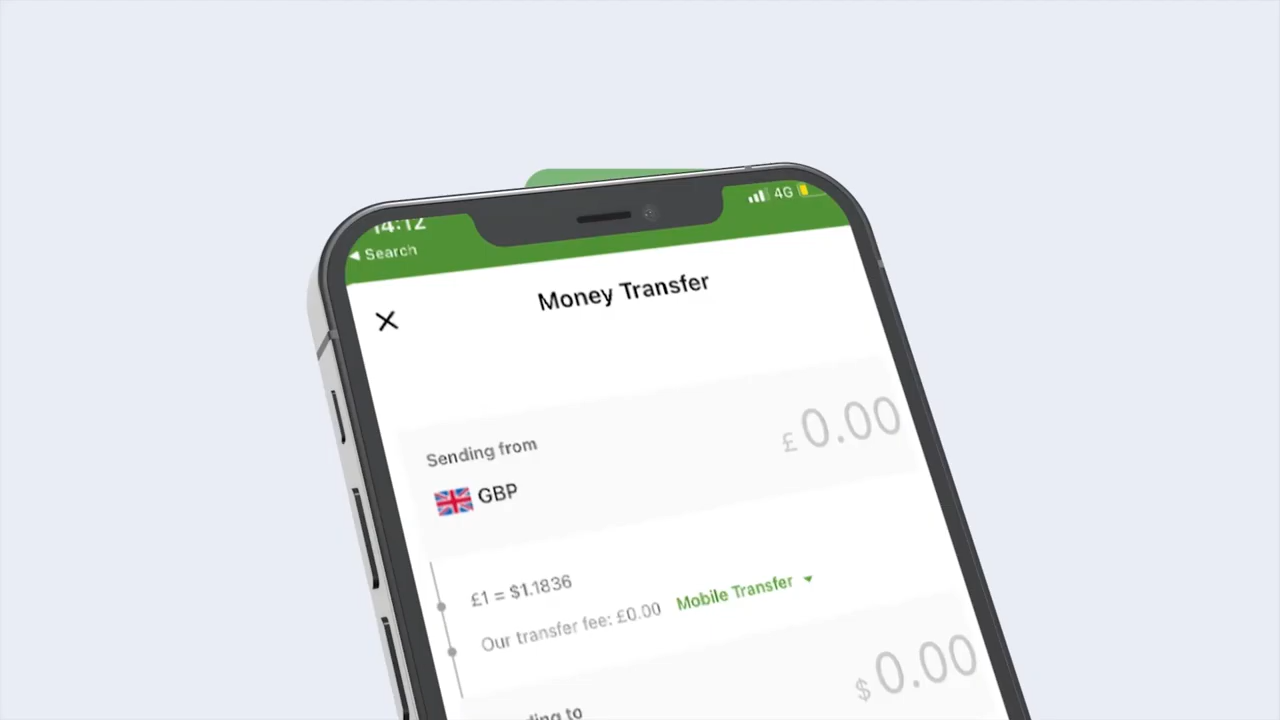 14:12
4G
◀ Search
Money Transfer
Sending from
£ 0.00
GBP
£1 = $1.1836
Our transfer fee: £0.00 Mobile Transfer
$ 0.00
to